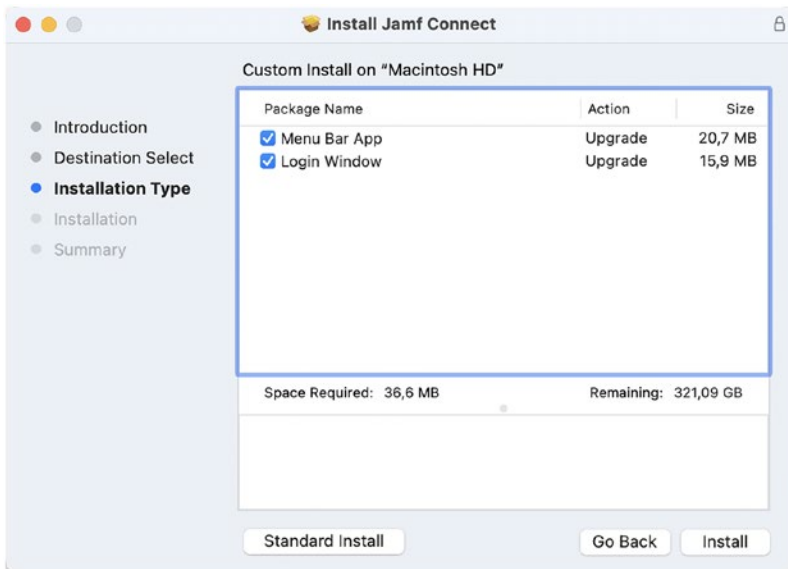 Install Jamf Connect
Custom Install on “Macintosh HD”
Introduction
Destination Select
Installation Type
Installation
Summary
Package Name Action Size
Menu Bar App Upgrade 20,7 MB
Login Window Upgrade 15,9 MB
Space Required: 36,6 MB Remaining: 321,09 GB
Standard Install Go Back Install